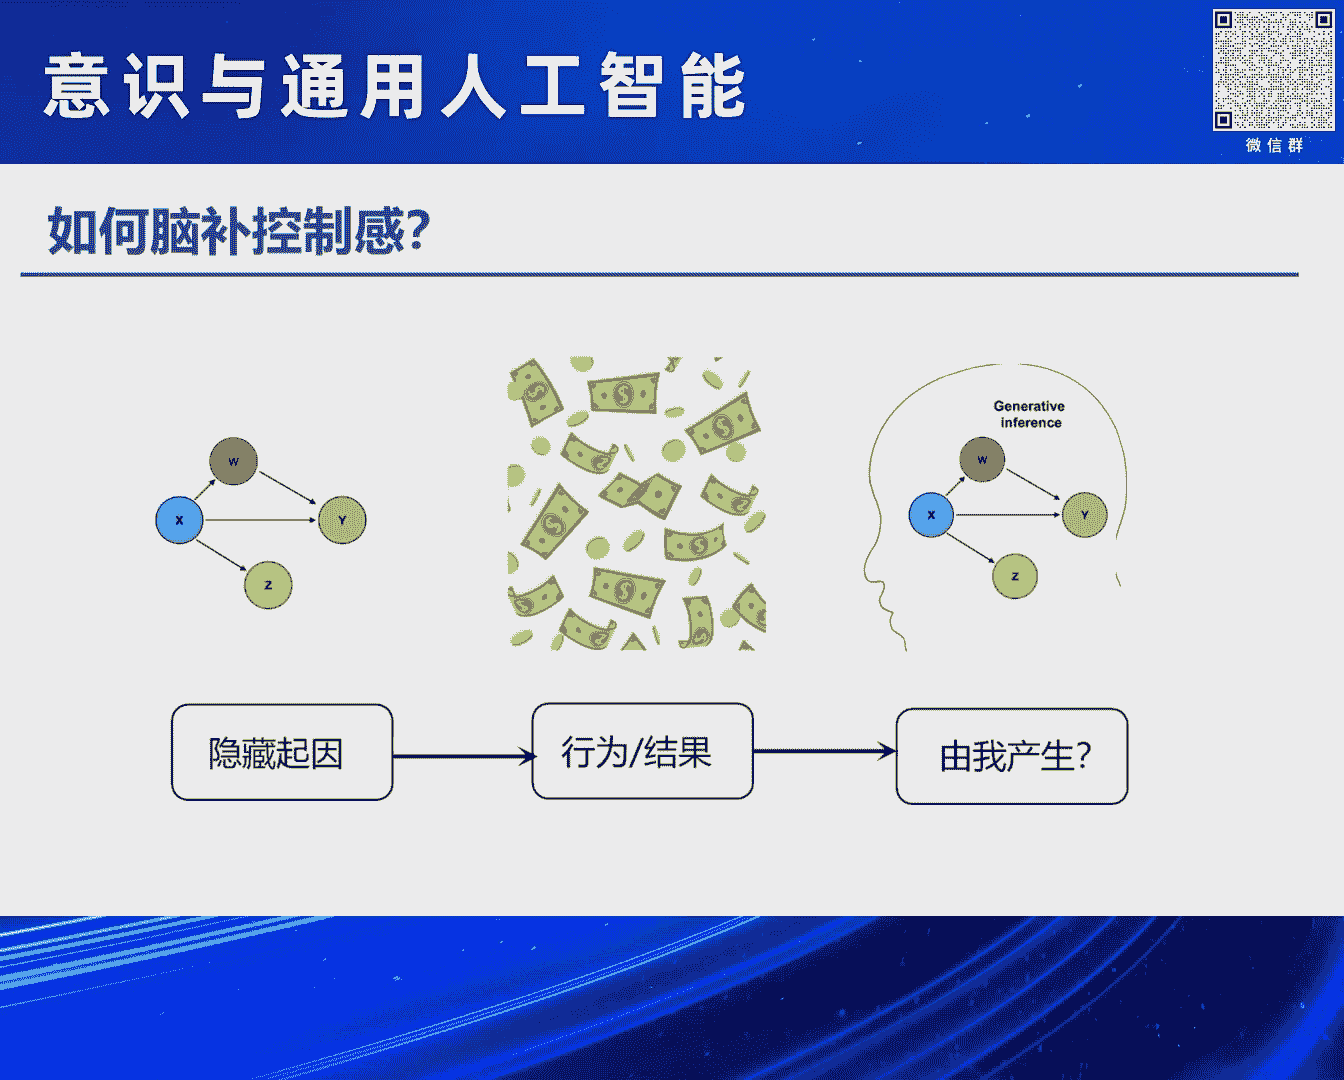 意识与通用人工智能
微信群
如何脑补控制感?
W
X
Y
Z
Generative
inference
W
X
Y
Z
隐藏起因
行为/结果
由我产生?